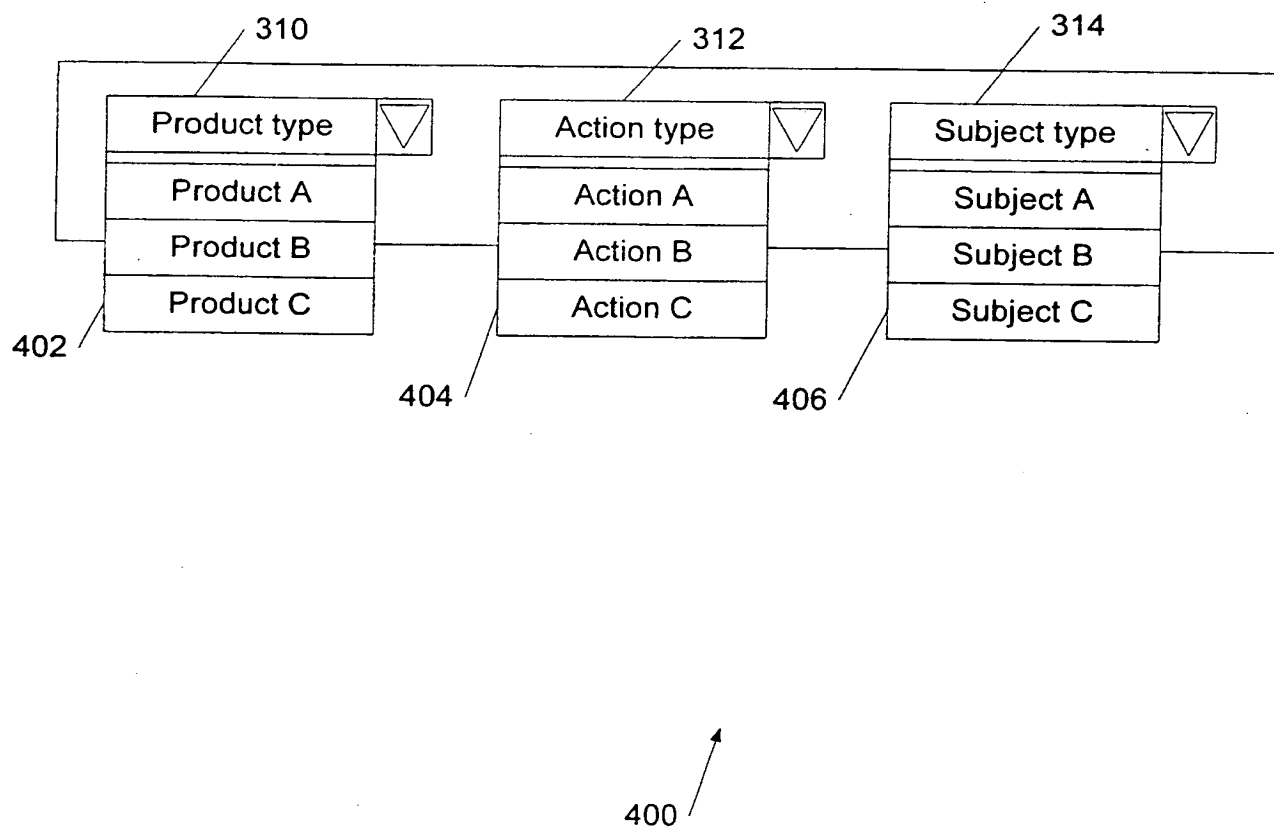 310
312
314
Product type
Action type
Subject type
Product A
Action A
Subject A
Product B
Action B
Subject B
Product C
Action C
Subject C
402
404
406
400